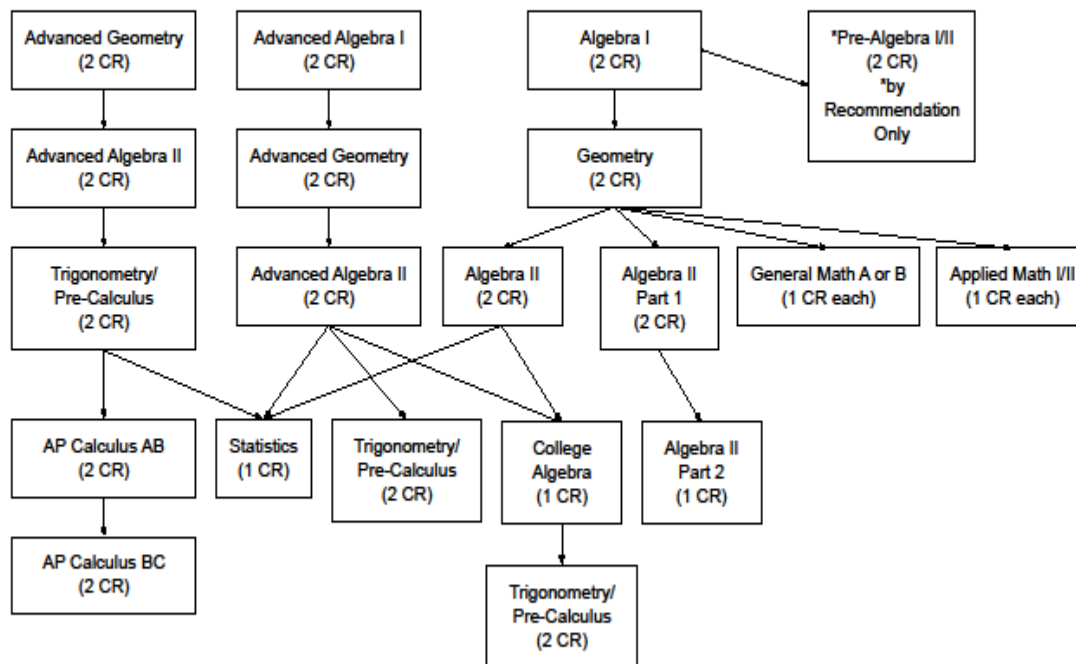 Advanced Geometry
(2 CR)
Advanced Algebra I
(2 CR)
Algebra I
(2 CR)
*Pre-Algebra I/II
(2 CR)
*by
Recommendation
Only
Advanced Algebra II
(2 CR)
Advanced Geometry
(2 CR)
Geometry
(2 CR)
Trigonometry/
Pre-Calculus
(2 CR)
Advanced Algebra II
(2 CR)
Algebra II
(2 CR)
Algebra II
Part 1
(2 CR)
General Math A or B
(1 CR each)
Applied Math I/II
(1 CR each)
AP Calculus AB
(2 CR)
Statistics
(1 CR)
Trigonometry/
Pre-Calculus
(2 CR)
College
Algebra
(1 CR)
Algebra II
Part 2
(1 CR)
AP Calculus BC
(2 CR)
Trigonometry/
Pre-Calculus
(2 CR)